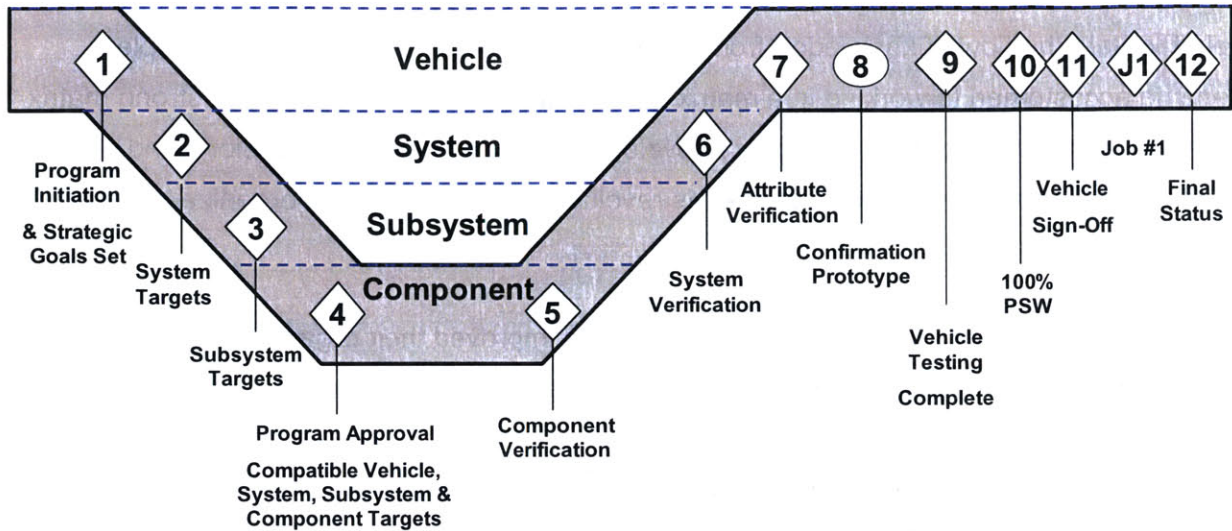 Vehicle
System
Subsystem
Component
1
2
3
4
5
6
7
8
9
10
11
J1
12
Program
Initiation
& Strategic
Goals Set
System
Targets
Subsystem
Targets
Program Approval
Compatible Vehicle,
System, Subsystem &
Component Targets
Component
Verification
System
Verification
Attribute
Verification
Confirmation
Prototype
Vehicle
Testing
Complete
100%
PSW
Vehicle
Sign-Off
Job #1
Final
Status